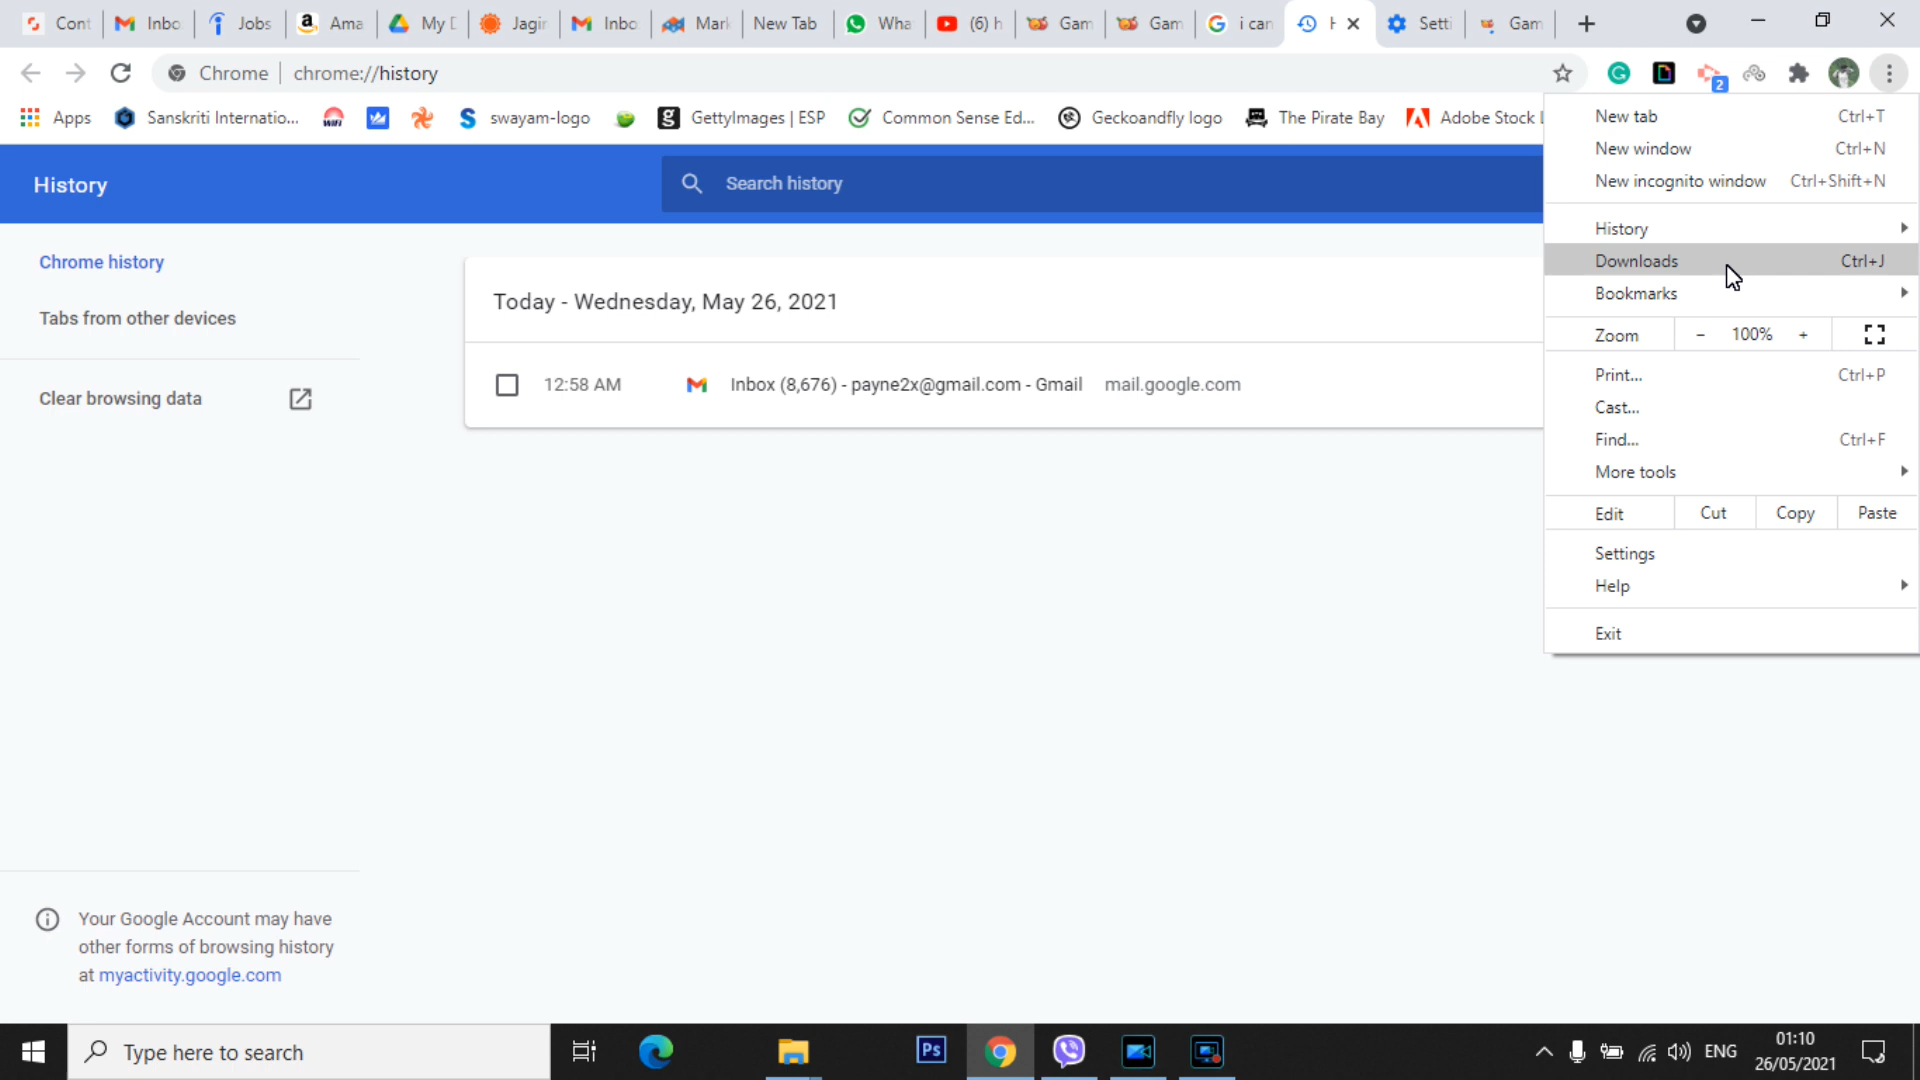 Cont
Inbo
Jobs
Ama
My D
Jagir
Inbo
Mark
New Tab
Wha
(6) h
Gam
Gam
i can
H
Setti
Gam
Chrome
chrome://history
2
Apps
Sanskriti Internatio...
swayam-logo
GettyImages | ESP
Common Sense Ed...
Geckoandfly logo
The Pirate Bay
Adobe Stock L
History
Search history
Chrome history
Tabs from other devices
Clear browsing data
Today - Wednesday, May 26, 2021
12:58 AM
Inbox (8,676) - payne2x@gmail.com - Gmail
mail.google.com
New tab Ctrl+T
New window Ctrl+N
New incognito window Ctrl+Shift+N
History
Downloads Ctrl+J
Bookmarks
Zoom - 100% +
Print... Ctrl+P
Cast...
Find... Ctrl+F
More tools
Edit Cut Copy Paste
Settings
Help
Exit
Your Google Account may have
other forms of browsing history
at myactivity.google.com
Type here to search
Ps
ENG
01:10
26/05/2021